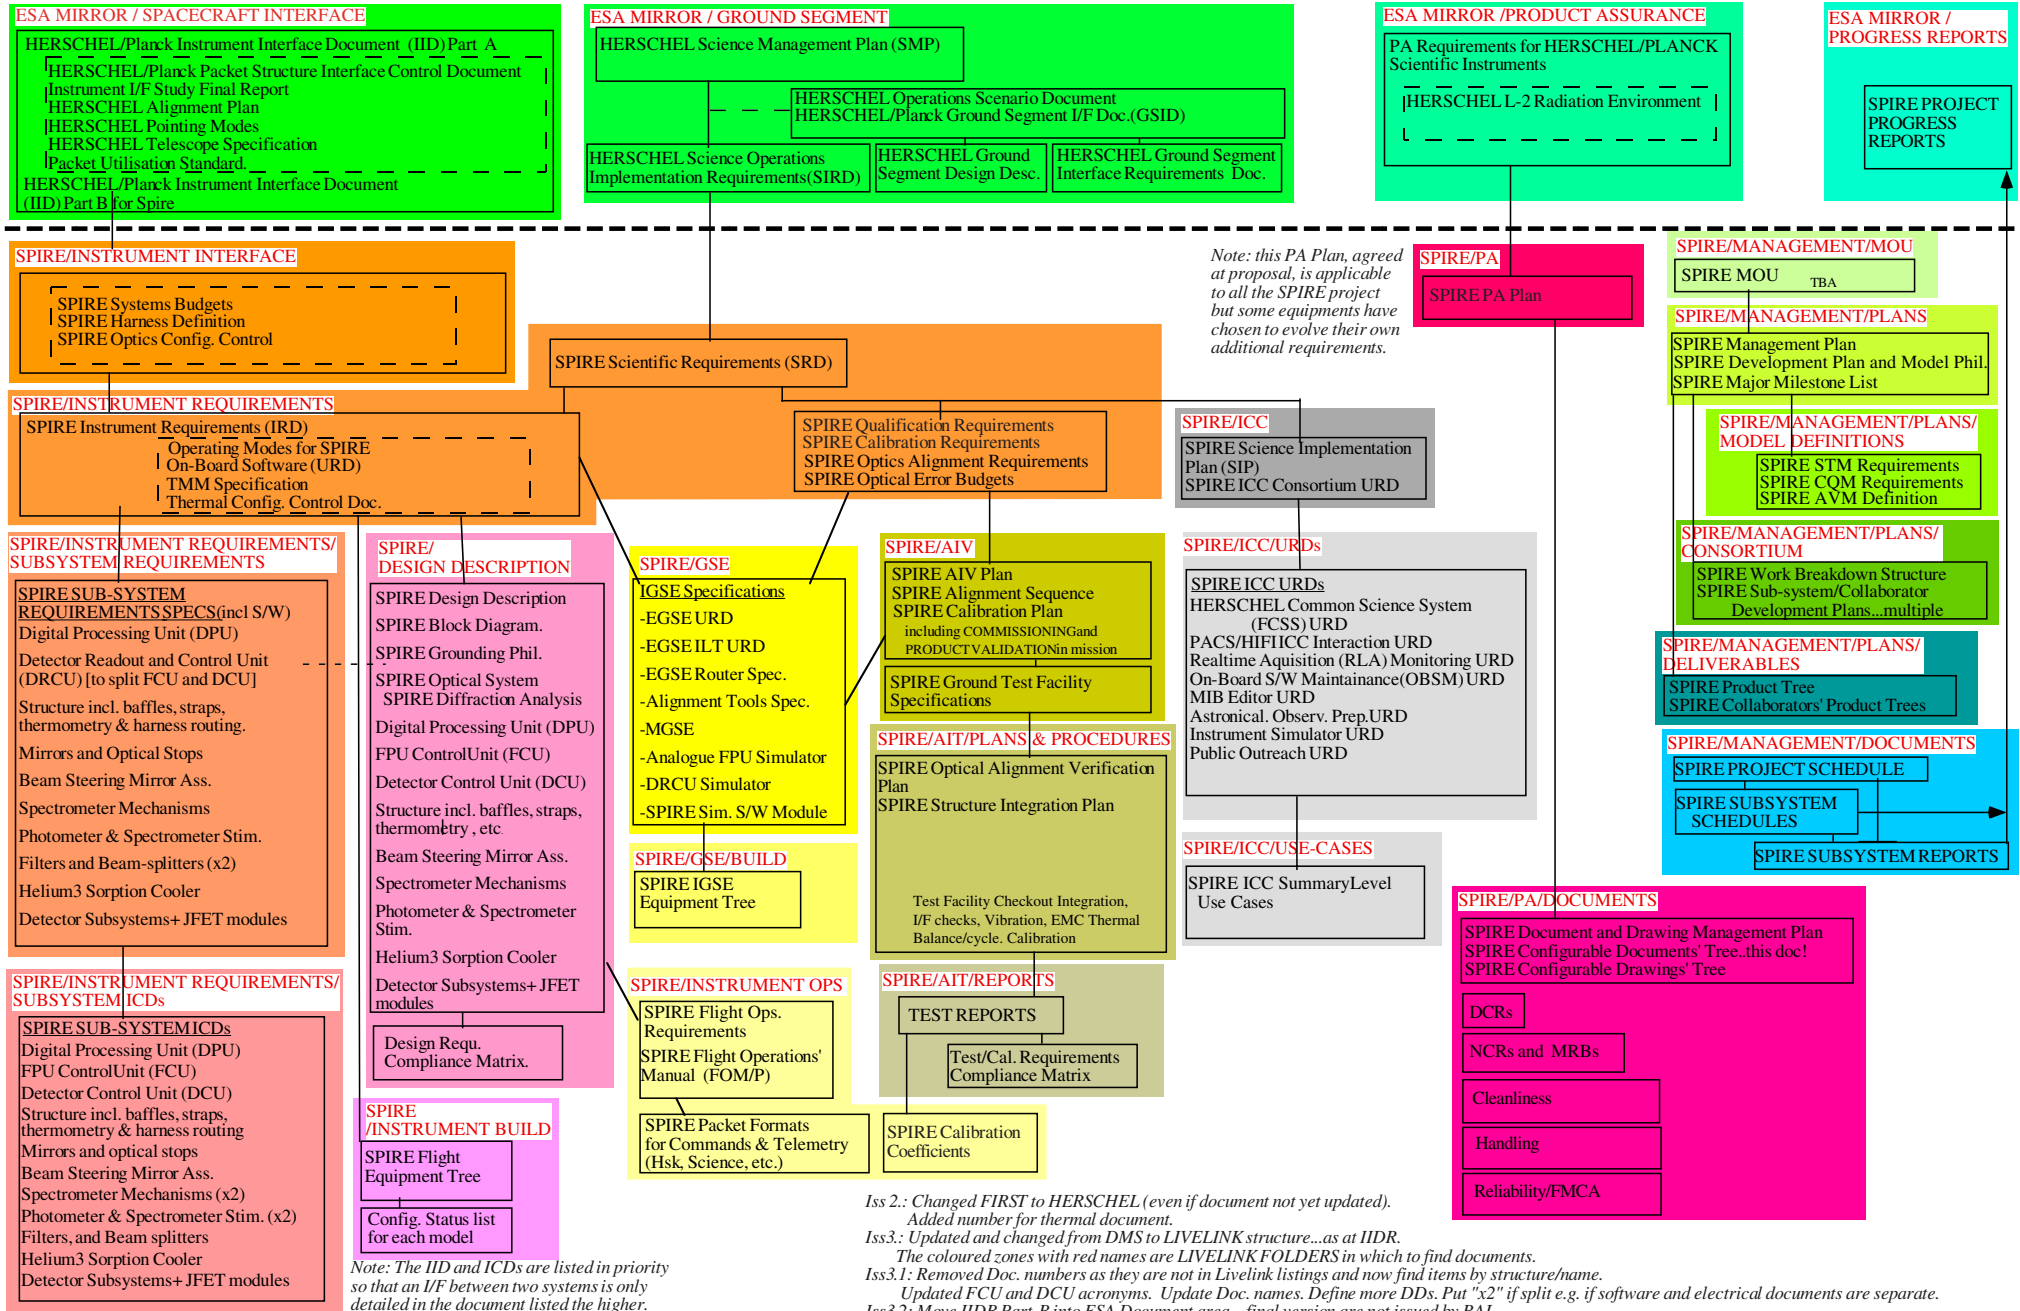 ESA MIRROR / SPACECRAFT INTERFACE
HERSCHEL/Planck Instrument Interface Document (IID) Part A
HERSCHEL/Planck Packet Structure Interface Control Document
Instrument I/F Study Final Report
HERSCHEL Alignment Plan
HERSCHEL Pointing Modes
HERSCHEL Telescope Specification
Packet Utilisation Standard.
HERSCHEL/Planck Instrument Interface Document
(IID) Part B for Spire
ESA MIRROR / GROUND SEGMENT
HERSCHEL Science Management Plan (SMP)
HERSCHEL Operations Scenario Document
HERSCHEL/Planck Ground Segment I/F Doc.(GSID)
HERSCHEL Science Operations
Implementation Requirements(SIRD)
HERSCHEL Ground
Segment Design Desc.
HERSCHEL Ground Segment
Interface Requirements Doc.
ESA MIRROR /PRODUCT ASSURANCE
PA Requirements for HERSCHEL/PLANCK
Scientific Instruments
HERSCHEL L-2 Radiation Environment
ESA MIRROR /
PROGRESS REPORTS
SPIRE PROJECT
PROGRESS
REPORTS
SPIRE/INSTRUMENT INTERFACE
SPIRE Systems Budgets
SPIRE Harness Definition
SPIRE Optics Config. Control
SPIRE Scientific Requirements (SRD)
Note: this PA Plan, agreed
at proposal, is applicable
to all the SPIRE project
but some equipments have
chosen to evolve their own
additional requirements.
SPIRE/PA
SPIRE PA Plan
SPIRE/MANAGEMENT/MOU
SPIRE MOU TBA
SPIRE/MANAGEMENT/PLANS
SPIRE Management Plan
SPIRE Development Plan and Model Phil.
SPIRE Major Milestone List
SPIRE/MANAGEMENT/PLANS/
MODEL DEFINITIONS
SPIRE STM Requirements
SPIRE CQM Requirements
SPIRE AVM Definition
SPIRE/MANAGEMENT/PLANS/
CONSORTIUM
SPIRE Work Breakdown Structure
SPIRE Sub-system/Collaborator
Development Plans...multiple
SPIRE/MANAGEMENT/PLANS/
DELIVERABLES
SPIRE Product Tree
SPIRE Collaborators' Product Trees
SPIRE/MANAGEMENT/DOCUMENTS
SPIRE PROJECT SCHEDULE
SPIRE SUBSYSTEM
SCHEDULES
SPIRE SUBSYSTEM REPORTS
SPIRE/INSTRUMENT REQUIREMENTS
SPIRE Instrument Requirements (IRD)
Operating Modes for SPIRE
On-Board Software (URD)
TMM Specification
Thermal Config. Control Doc.
SPIRE Qualification Requirements
SPIRE Calibration Requirements
SPIRE Optics Alignment Requirements
SPIRE Optical Error Budgets
SPIRE/ICC
SPIRE Science Implementation
Plan (SIP)
SPIRE ICC Consortium URD
SPIRE/INSTRUMENT REQUIREMENTS/
SUBSYSTEM REQUIREMENTS
SPIRE SUB-SYSTEM
REQUIREMENTS SPECS(incl S/W)
Digital Processing Unit (DPU)
Detector Readout and Control Unit
(DRCU) [to split FCU and DCU]
Structure incl. baffles, straps,
thermometry & harness routing.
Mirrors and Optical Stops
Beam Steering Mirror Ass.
Spectrometer Mechanisms
Photometer & Spectrometer Stim.
Filters and Beam-splitters (x2)
Helium3 Sorption Cooler
Detector Subsystems+ JFET modules
SPIRE/INSTRUMENT REQUIREMENTS/
SUBSYSTEM ICDs
SPIRE SUB-SYSTEM ICDs
Digital Processing Unit (DPU)
FPU ControlUnit (FCU)
Detector Control Unit (DCU)
Structure incl. baffles, straps,
thermometry & harness routing
Mirrors and optical stops
Beam Steering Mirror Ass.
Spectrometer Mechanisms (x2)
Photometer & Spectrometer Stim. (x2)
Filters, and Beam splitters
Helium3 Sorption Cooler
Detector Subsystems+ JFET modules
SPIRE/
DESIGN DESCRIPTION
SPIRE Design Description
SPIRE Block Diagram.
SPIRE Grounding Phil.
SPIRE Optical System
SPIRE Diffraction Analysis
Digital Processing Unit (DPU)
FPU ControlUnit (FCU)
Detector Control Unit (DCU)
Structure incl. baffles, straps,
thermometry , etc.
Beam Steering Mirror Ass.
Spectrometer Mechanisms
Photometer & Spectrometer
Stim.
Helium3 Sorption Cooler
Detector Subsystems+ JFET
modules
Design Requ.
Compliance Matrix.
SPIRE
/INSTRUMENT BUILD
SPIRE Flight
Equipment Tree
Config. Status list
for each model
Note: The IID and ICDs are listed in priority
so that an I/F between two systems is only
detailed in the document listed the higher.
SPIRE/GSE
IGSE Specifications
-EGSE URD
-EGSE ILT URD
-EGSE Router Spec.
-Alignment Tools Spec.
-MGSE
-Analogue FPU Simulator
-DRCU Simulator
-SPIRE Sim. S/W Module
SPIRE/GSE/BUILD
SPIRE IGSE
Equipment Tree
SPIRE/INSTRUMENT OPS
SPIRE Flight Ops.
Requirements
SPIRE Flight Operations'
Manual (FOM/P)
SPIRE Packet Formats
for Commands & Telemetry
(Hsk, Science, etc.)
SPIRE Calibration
Coefficients
SPIRE/AIV
SPIRE AIV Plan
SPIRE Alignment Sequence
SPIRE Calibration Plan
including COMMISSIONINGand
PRODUCTVALIDATIONin mission
SPIRE Ground Test Facility
Specifications
SPIRE/AIT/PLANS & PROCEDURES
SPIRE Optical Alignment Verification
Plan
SPIRE Structure Integration Plan
Test Facility Checkout Integration,
I/F checks, Vibration, EMC Thermal
Balance/cycle. Calibration
SPIRE/AIT/REPORTS
TEST REPORTS
Test/Cal. Requirements
Compliance Matrix
SPIRE/ICC/URDs
SPIRE ICC URDs
HERSCHEL Common Science System
(FCSS) URD
PACS/HIFI ICC Interaction URD
Realtime Aquisition (RLA) Monitoring URD
On-Board S/W Maintainance(OBSM) URD
MIB Editor URD
Astronical. Observ. Prep.URD
Instrument Simulator URD
Public Outreach URD
SPIRE/ICC/USE-CASES
SPIRE ICC SummaryLevel
Use Cases
SPIRE/PA/DOCUMENTS
SPIRE Document and Drawing Management Plan
SPIRE Configurable Documents' Tree..this doc!
SPIRE Configurable Drawings' Tree
DCRs
NCRs and MRBs
Cleanliness
Handling
Reliability/FMCA
Iss 2.: Changed FIRST to HERSCHEL (even if document not yet updated).
Added number for thermal document.
Iss3.: Updated and changed from DMS to LIVELINK structure...as at IIDR.
The coloured zones with red names are LIVELINK FOLDERS in which to find documents.
Iss3.1: Removed Doc. numbers as they are not in Livelink listings and now find items by structure/name.
Updated FCU and DCU acronyms. Update Doc. names. Define more DDs. Put "x2" if split e.g. if software and electrical documents are separate.
Iss3.2: Move IIDR Part B into ESA Document area